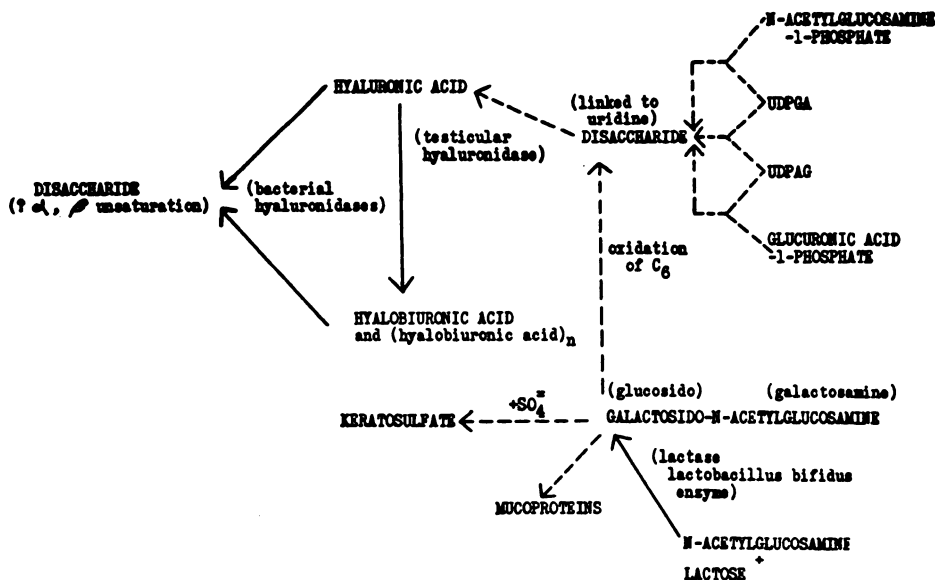 N-ACETYLGLUCOSAMINE
-1-PHOSPHATE
HYALURONIC ACID
(linked to
uridine)
DISACCHARIDE
UDPGA
(testicular
hyaluronidase)
DISACCHARIDE
(? α, β unsaturation)
(bacterial
hyaluronidases)
UDPAG
GLUCURONIC ACID
-1-PHOSPHATE
oxidation
of C6
HYALOBIURONIC ACID
and (hyalobiuronic acid)n
(glucosido)
(galactosamine)
KERATOSULFATE
+SO4=
GALACTOSIDO-N-ACETYLGLUCOSAMINE
(lactase
lactobacillus bifidus
enzyme)
MUCOPROTEINS
N-ACETYLGLUCOSAMINE
+
LACTOSE